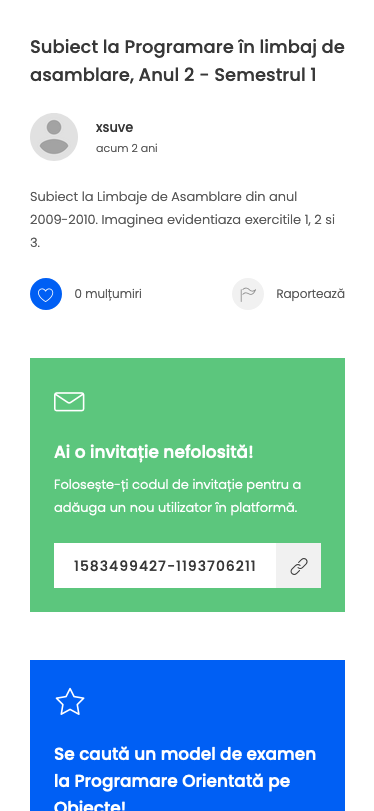 Subiect la Programare în limbaj de
asamblare, Anul 2 - Semestrul 1
xsuve
acum 2 ani
Subiect la Limbaje de Asamblare din anul
2009-2010. Imaginea evidentiaza exercitiile 1, 2 si
3.
0 mulțumiri
Raportează
Ai o invitație nefolosită!
Folosește-ți codul de invitație pentru a
adăuga un nou utilizator în platformă.
1583499427-1193706211
Se caută un model de examen
la Programare Orientată pe
Obiecte!